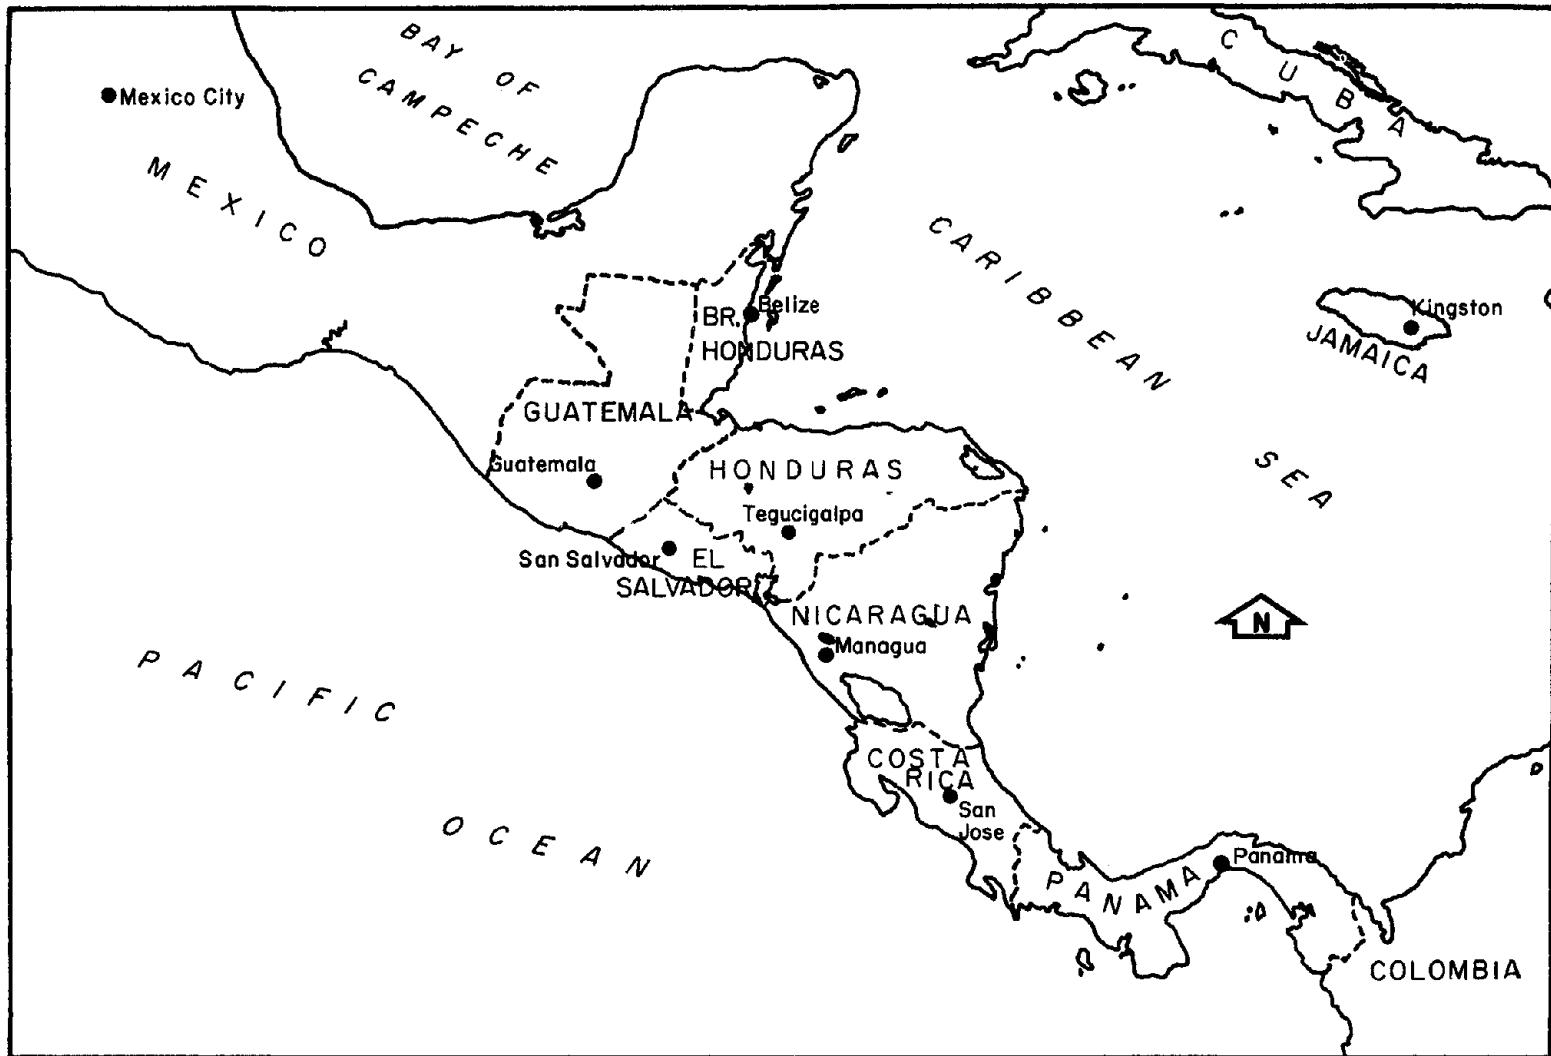 BAY OF
CAMPECHE
CUBA
Mexico City
MEXICO
CARIBBEAN
SEA
Belize
BR.
HONDURAS
Kingston
JAMAICA
GUATEMALA
Guatemala
HONDURAS
Tegucigalpa
San Salvador
EL
SALVADOR
NICARAGUA
Managua
N
PACIFIC
OCEAN
COSTA
RICA
San
Jose
PANAMA
Panama
COLOMBIA